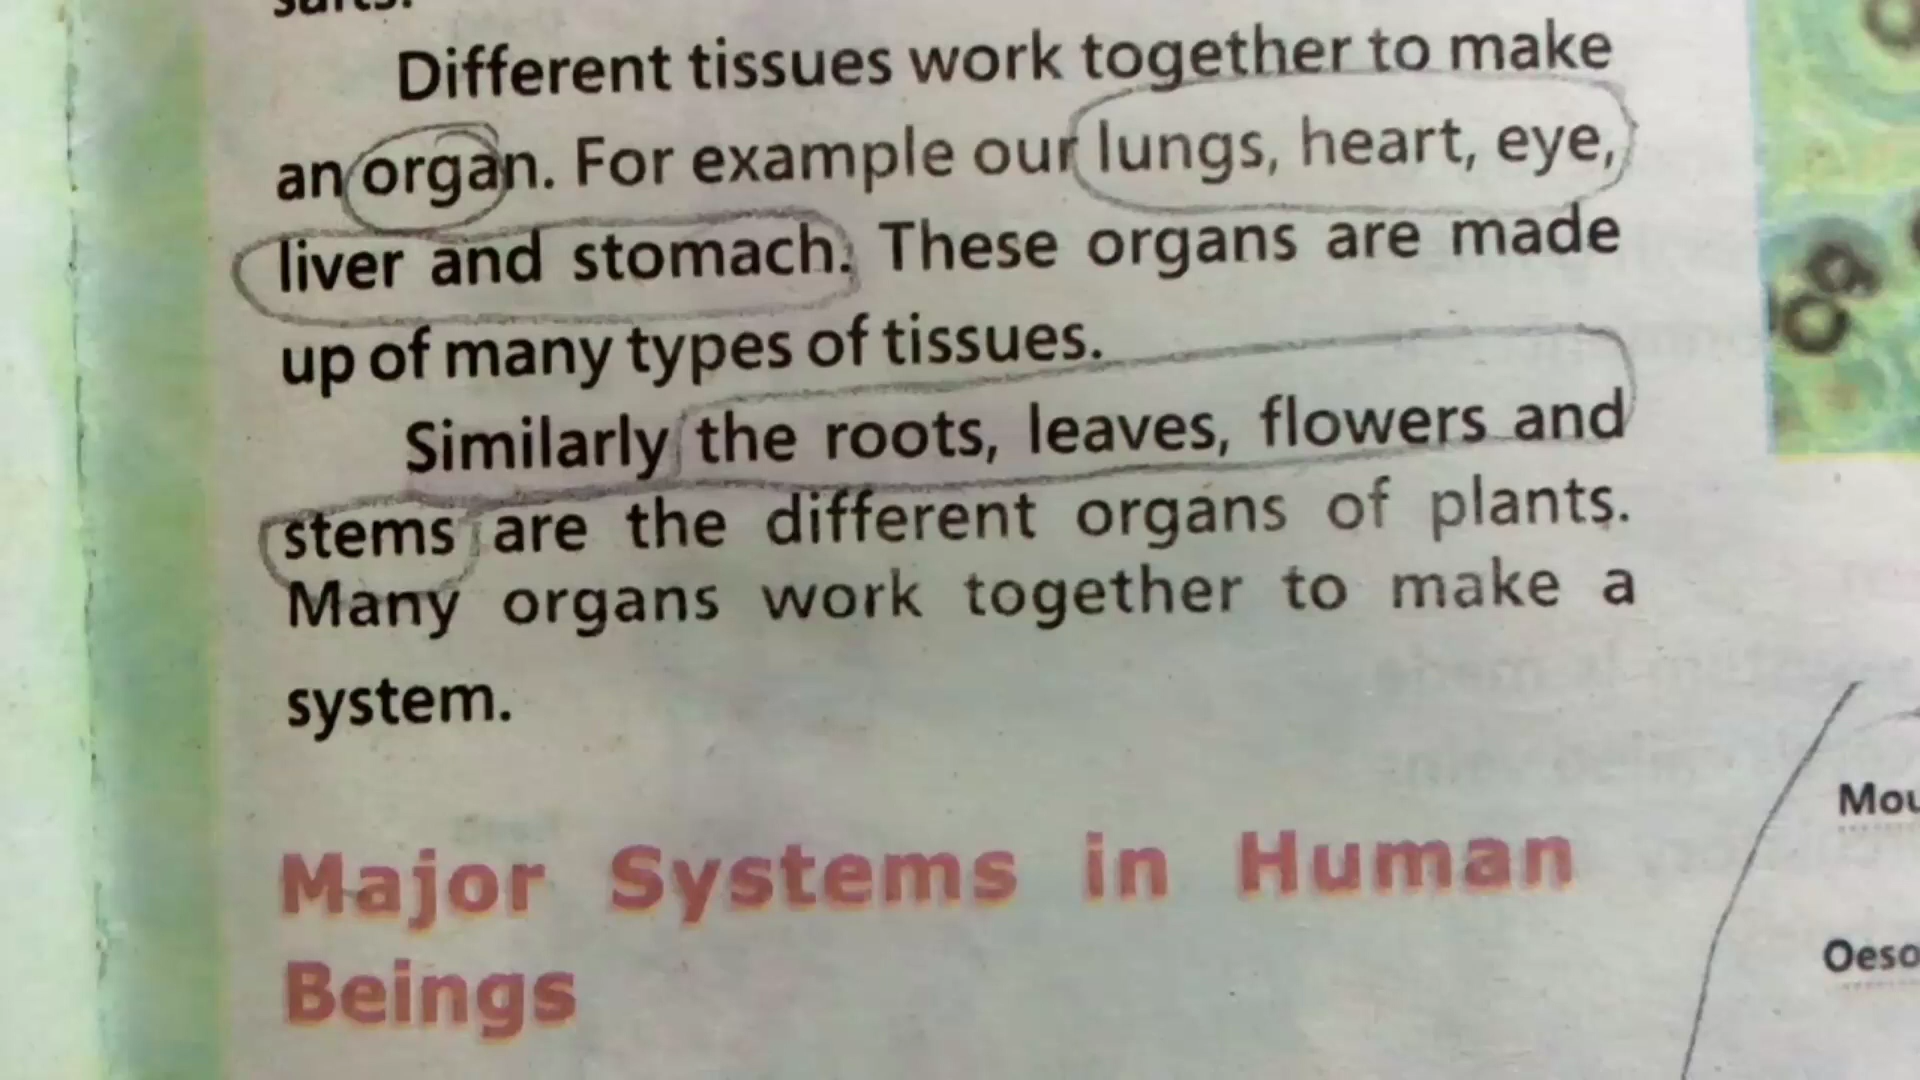 Different tissues work together to make
an organ. For example our lungs, heart, eye,
liver and stomach. These organs are made
up of many types of tissues.
Similarly the roots, leaves, flowers and
stems are the different organs of plants.
Many organs work together to make a
system.
Major Systems in Human
Beings